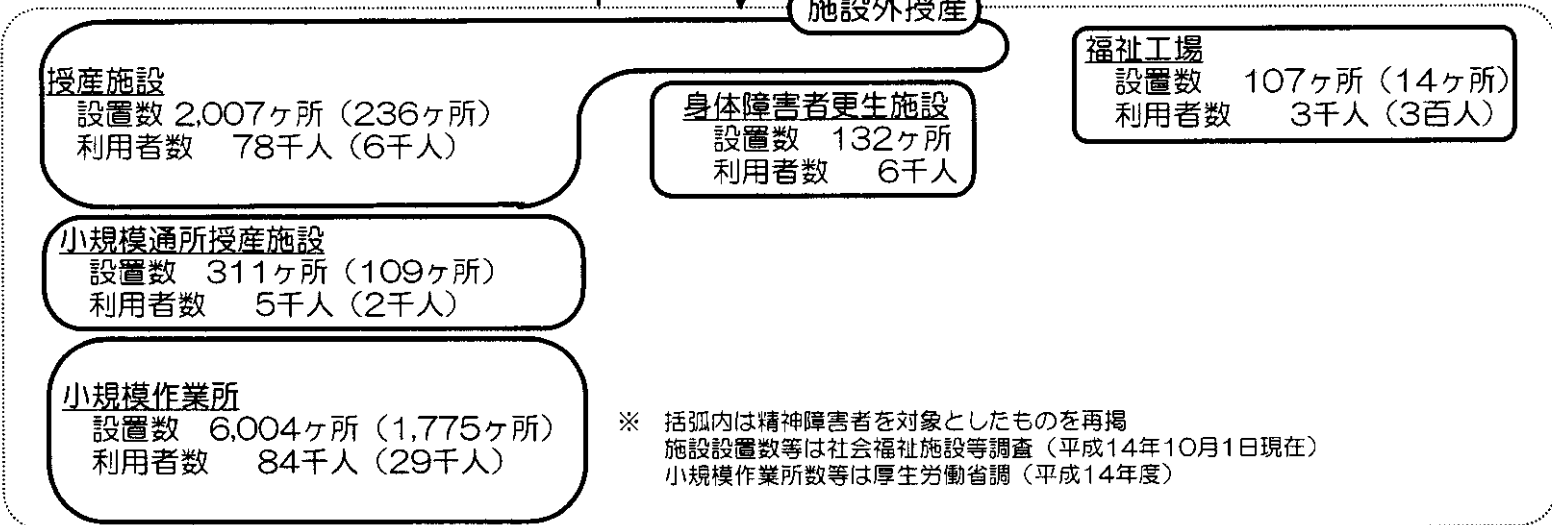 施設外授産
授産施設
設置数 2,007ヶ所（236ヶ所）
利用者数 78千人（6千人）
身体障害者更生施設
設置数 132ヶ所
利用者数 6千人
福祉工場
設置数 107ヶ所（14ヶ所）
利用者数 3千人（3百人）
小規模通所授産施設
設置数 311ヶ所（109ヶ所）
利用者数 5千人（2千人）
小規模作業所
設置数 6,004ヶ所（1,775ヶ所）
利用者数 84千人（29千人）
※ 括弧内は精神障害者を対象としたものを再掲
施設設置数等は社会福祉施設等調査（平成14年10月1日現在）
小規模作業所数等は厚生労働省調（平成14年度）